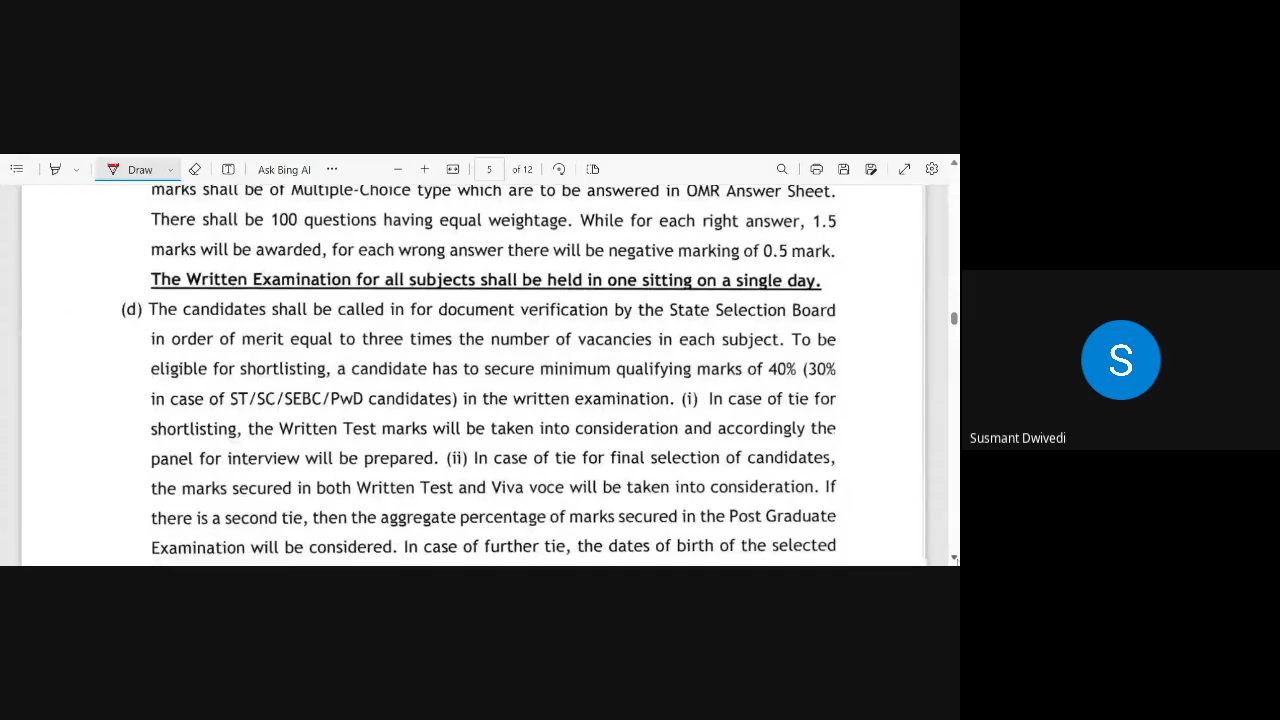 Draw
Ask Bing AI
5 of 12
marks shall be of Multiple-Choice type which are to be answered in OMR Answer Sheet.
There shall be 100 questions having equal weightage. While for each right answer, 1.5
marks will be awarded, for each wrong answer there will be negative marking of 0.5 mark.
The Written Examination for all subjects shall be held in one sitting on a single day.
(d) The candidates shall be called in for document verification by the State Selection Board
in order of merit equal to three times the number of vacancies in each subject. To be
eligible for shortlisting, a candidate has to secure minimum qualifying marks of 40% (30%
in case of ST/SC/SEBC/PwD candidates) in the written examination. (i) In case of tie for
shortlisting, the Written Test marks will be taken into consideration and accordingly the
panel for interview will be prepared. (ii) In case of tie for final selection of candidates,
the marks secured in both Written Test and Viva voce will be taken into consideration. If
there is a second tie, then the aggregate percentage of marks secured in the Post Graduate
Examination will be considered. In case of further tie, the dates of birth of the selected
S
Susmant Dwivedi